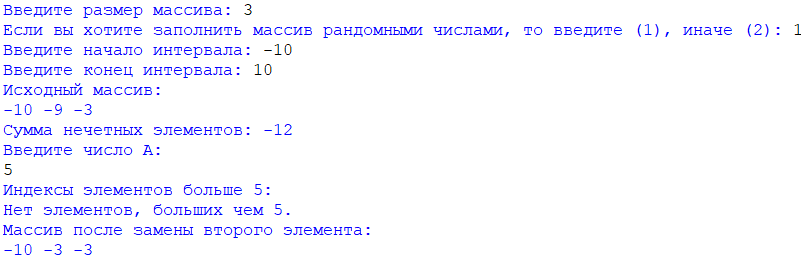 Введите размер массива: 3
Если вы хотите заполнить массив рандомными числами, то введите (1), иначе (2): 1
Введите начало интервала: -10
Введите конец интервала: 10
Исходный массив:
-10 -9 -3
Сумма нечетных элементов: -12
Введите число А:
5
Индексы элементов больше 5:
Нет элементов, больших чем 5.
Массив после замены второго элемента:
-10 -3 -3